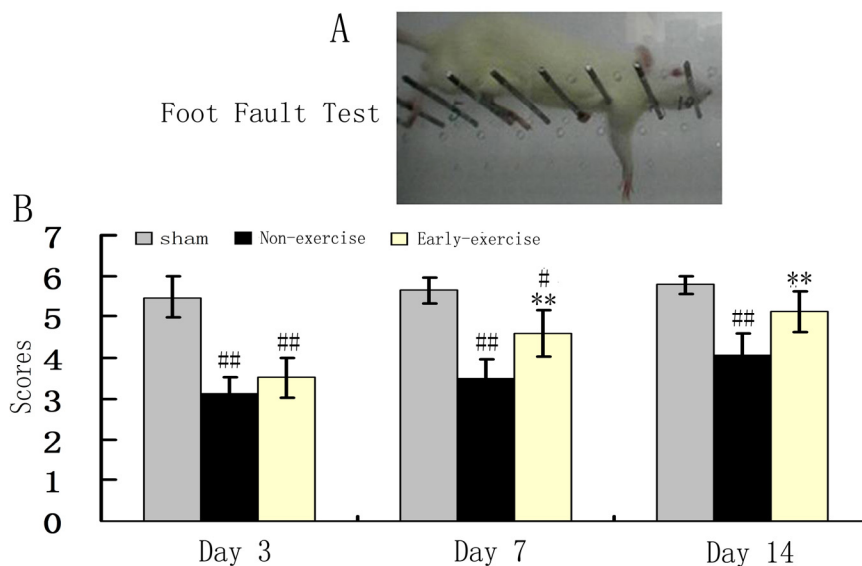 A
Foot Fault Test
10
B
sham
Non-exercise
Early-exercise
Scores
7
6
5
4
3
2
1
0
##
##
##
#
**
##
**
Day 3
Day 7
Day 14